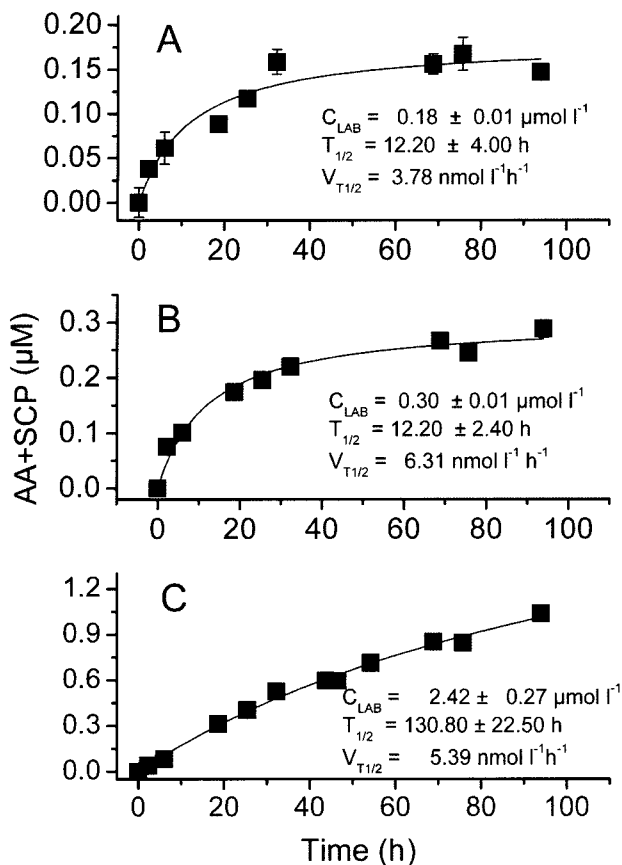 A
0.20
0.15
0.10
0.05
0.00
C_LAB = 0.18 ± 0.01 µmol l⁻¹
T_1/2 = 12.20 ± 4.00 h
V_T1/2 = 3.78 nmol l⁻¹h⁻¹
0 20 40 60 80 100
B
0.3
0.2
0.1
0.0
C_LAB = 0.30 ± 0.01 µmol l⁻¹
T_1/2 = 12.20 ± 2.40 h
V_T1/2 = 6.31 nmol l⁻¹ h⁻¹
0 20 40 60 80 100
AA+SCP (µM)
C
1.2
0.9
0.6
0.3
0.0
C_LAB = 2.42 ± 0.27 µmol l⁻¹
T_1/2 = 130.80 ± 22.50 h
V_T1/2 = 5.39 nmol l⁻¹h⁻¹
0 20 40 60 80 100
Time (h)